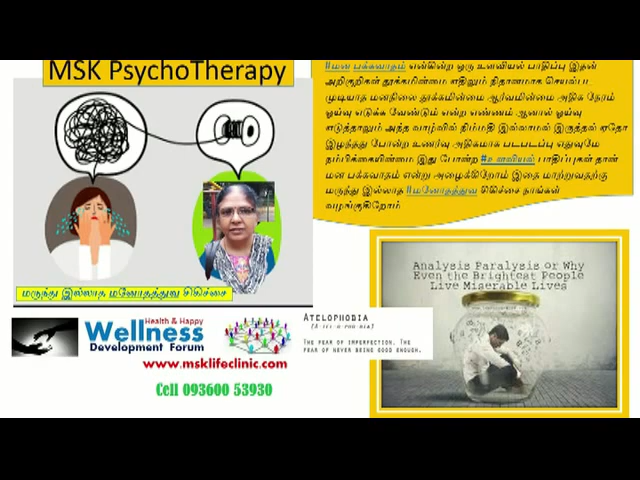 MSK PsychoTherapy
மருந்து இல்லாத மனோதத்துவ சிகிச்சை
#மன பக்கவாதம் என்கின்ற ஒரு உளவியல் பாதிப்பு இதன்
அறிகுறிகள் தூக்கமின்மை எதிலும் நிதானமாக செயல்பட
முடியாத மனநிலை தூக்கமின்மை ஆர்வமின்மை அதிக நேரம்
ஓய்வு எடுக்க வேண்டும் என்ற எண்ணம் ஆனால் ஓய்வு
எடுத்தாலும் அந்த வாழ்வில் நிம்மதி இல்லாமல் இருத்தல் ஏதோ
இழந்தது போன்ற உணர்வு அதிகமாக படபடப்பு எதுவுமே
நம்பிக்கையின்மை இது போன்ற #உளவியல் பாதிப்புகள் தான்
மன பக்கவாதம் என்று அழைக்கிறோம் இதை மாற்றுவதற்கு
மருந்து இல்லாத #மனோதத்துவ சிகிச்சை நாங்கள்
வழங்குகிறோம்
Analysis Paralysis or Why
Even the Brightest People
Live Miserable Lives
Health & Happy
Wellness
Development Forum
www.msklifeclinic.com
Cell 093600 53930
ATELOPHOBIA
THE FEAR OF IMPERFECTION. THE
FEAR OF NEVER BEING GOOD ENOUGH.